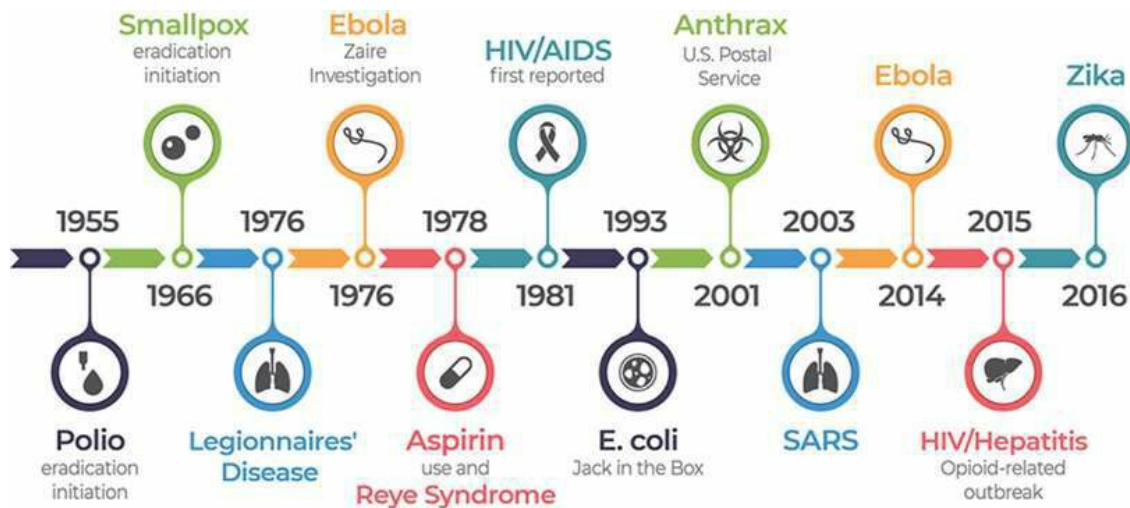 Smallpox
eradication
initiation
Ebola
Zaire
Investigation
HIV/AIDS
first reported
Anthrax
U.S. Postal
Service
Ebola
Zika
1955
1976
1978
1993
2003
2015
1966
1976
1981
2001
2014
2016
Polio
eradication
initiation
Legionnaires'
Disease
Aspirin
use and
Reye Syndrome
E. coli
Jack in the Box
SARS
HIV/Hepatitis
Opioid-related
outbreak